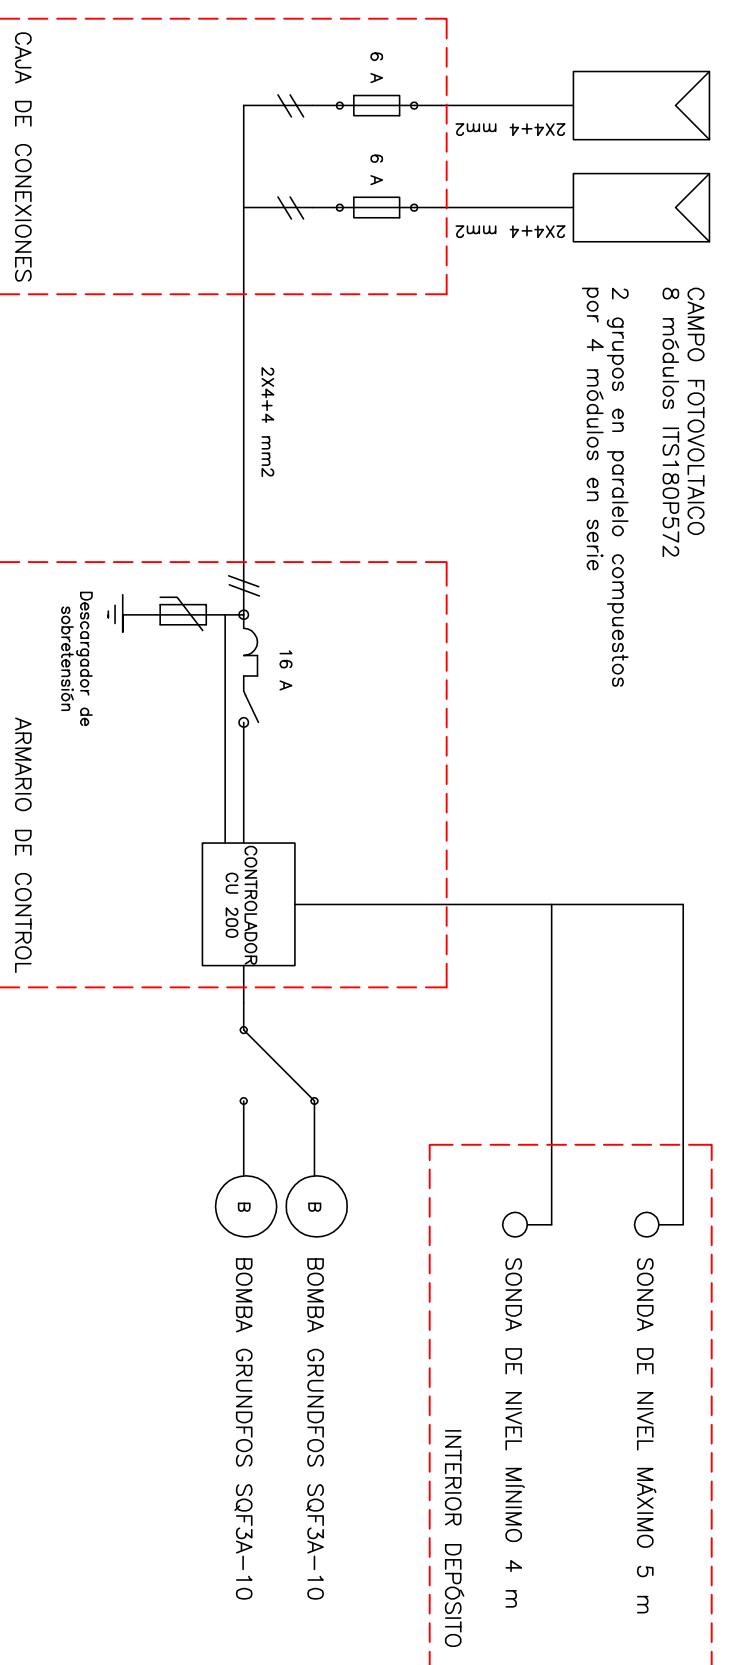 CAMPO FOTOVOLTAICO
8 módulos ITS180P572
2 grupos en paralelo compuestos
por 4 módulos en serie
2X4+4 mm2
2X4+4 mm2
6 A
6 A
CAJA DE CONEXIONES
2X4+4 mm2
16 A
Descargador de
sobretensión
ARMARIO DE CONTROL
CONTROLADOR
CU 200
SONDA DE NIVEL MÁXIMO 5 m
SONDA DE NIVEL MÍNIMO 4 m
INTERIOR DEPÓSITO
B
BOMBA GRUNDFOS SQF3A-10
B
BOMBA GRUNDFOS SQF3A-10